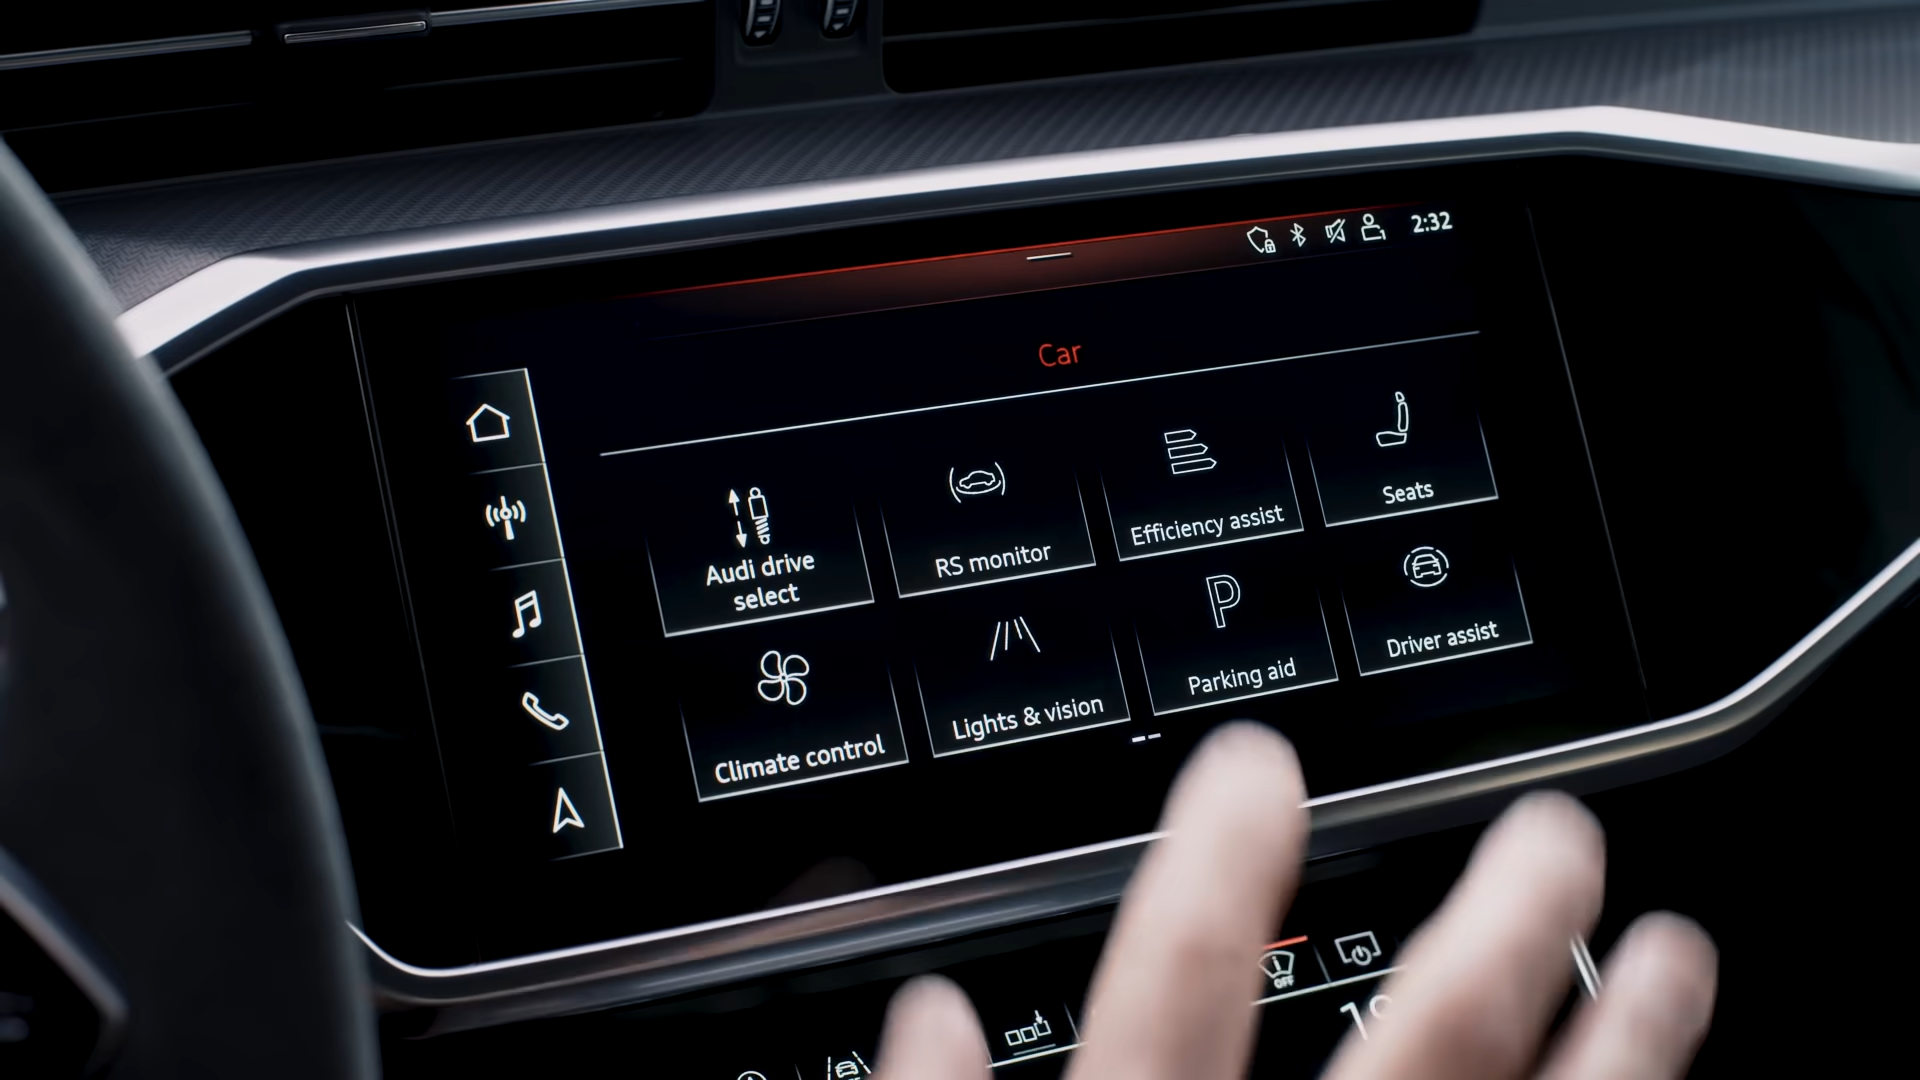 2:32
Car
Audi drive
select
RS monitor
Efficiency assist
Seats
Climate control
Lights & vision
Parking aid
Driver assist
OFF